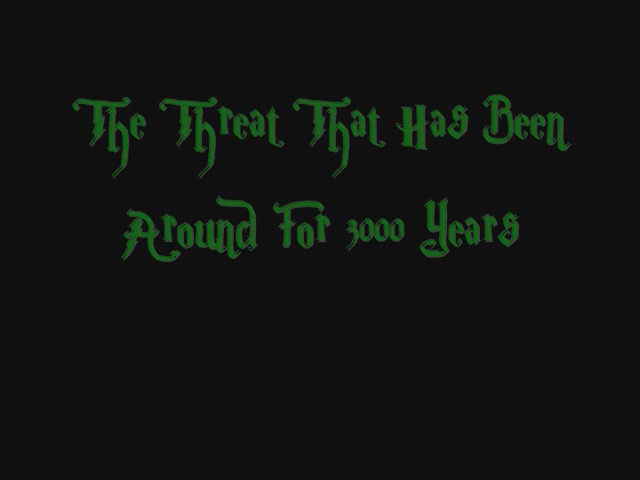 The Threat That Has Been
Around For 3000 Years